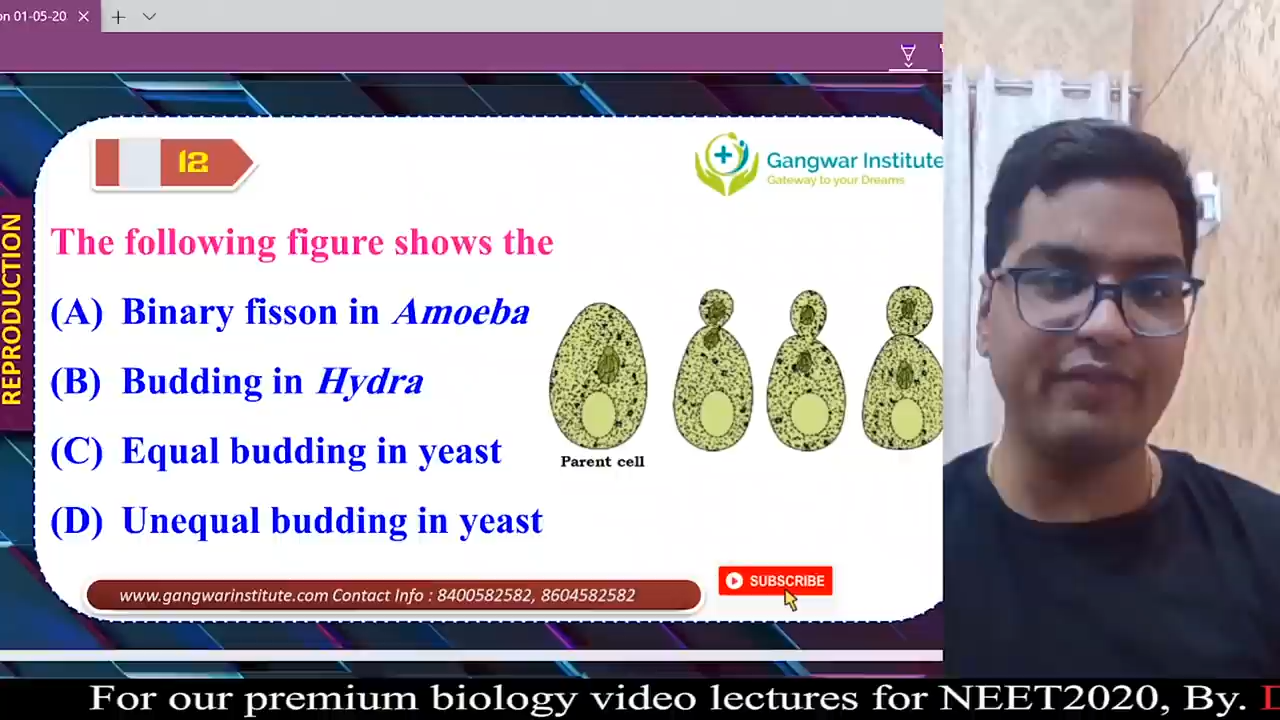 on 01-05-20
12
Gangwar Institute
Gateway to your Dreams
REPRODUCTION
The following figure shows the
(A) Binary fisson in Amoeba
(B) Budding in Hydra
(C) Equal budding in yeast
(D) Unequal budding in yeast
Parent cell
SUBSCRIBE
www.gangwarinstitute.com Contact Info : 8400582582, 8604582582
For our premium biology video lectures for NEET2020, By. D